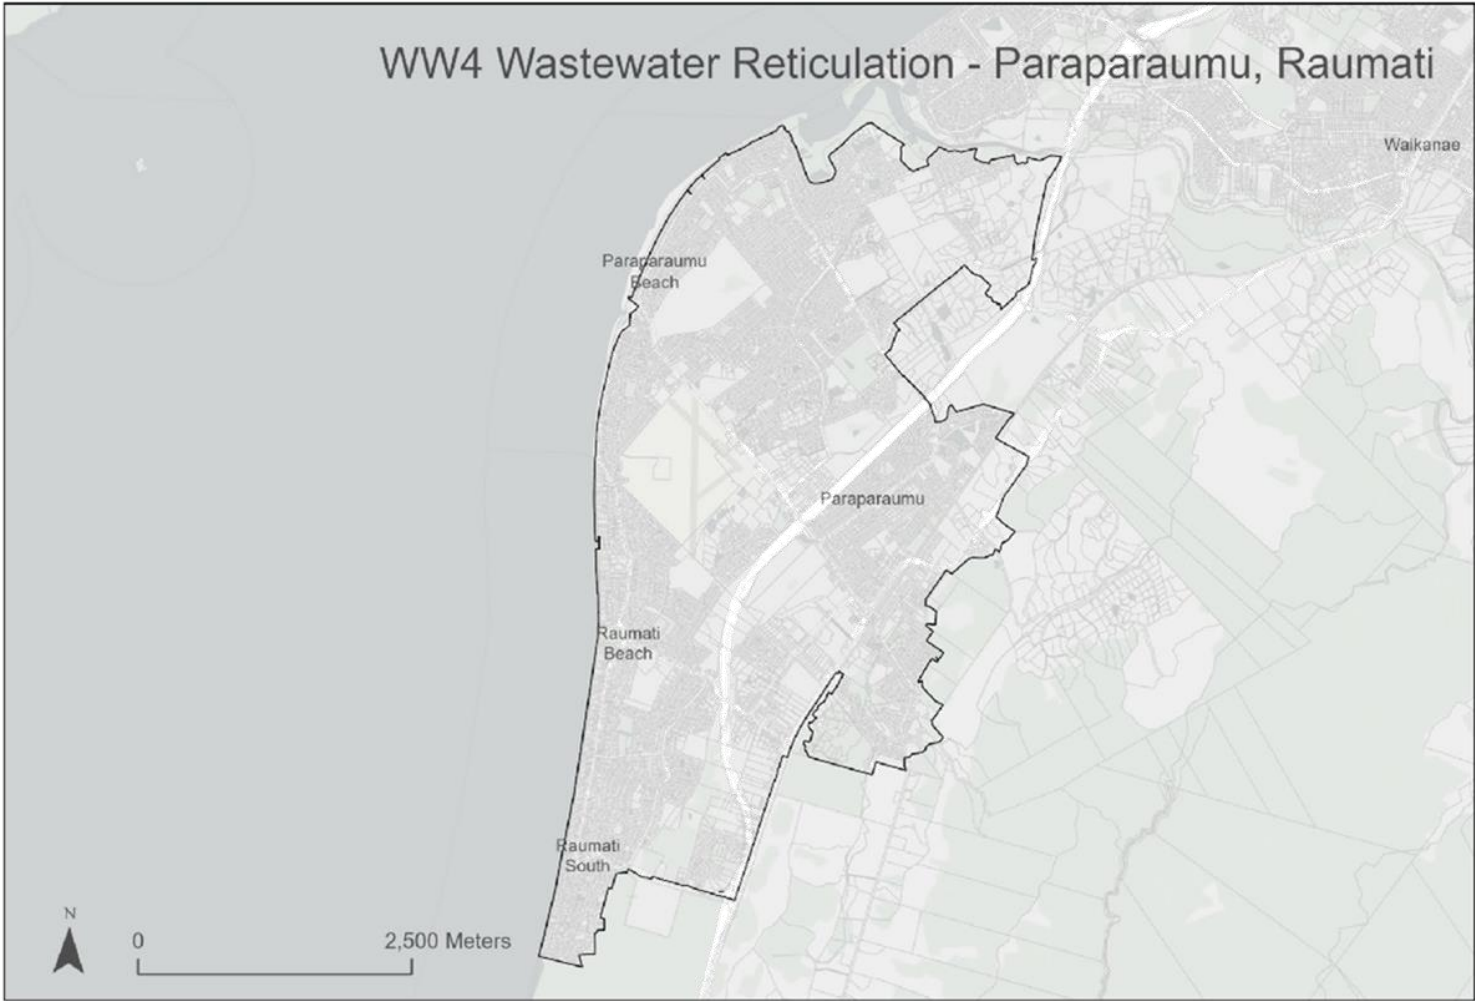 WW4 Wastewater Reticulation - Paraparaumu, Raumati
Waikanae
Paraparaumu
Beach
Paraparaumu
Raumati
Beach
Raumati
South
N
0
2,500 Meters